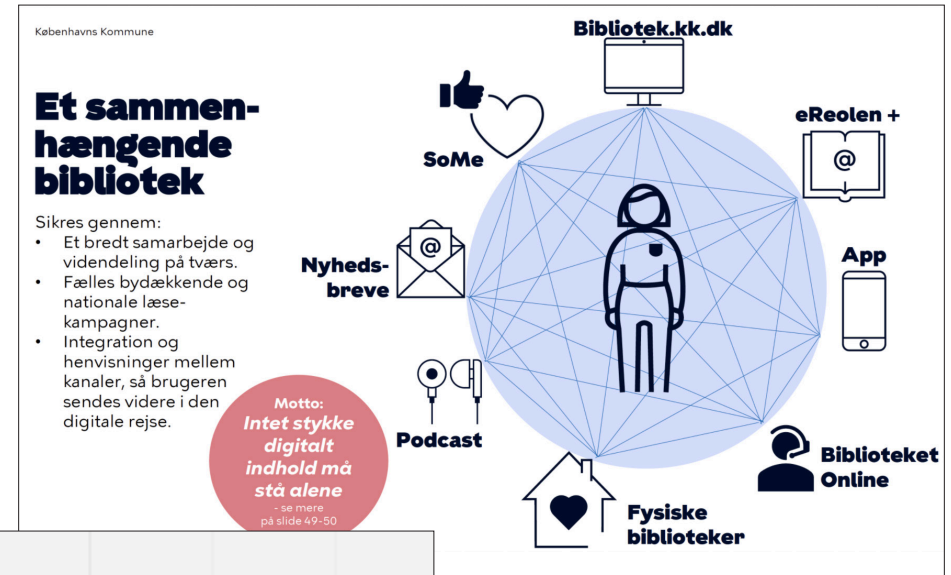 Københavns Kommune
Et sammen-
hængende
bibliotek
Sikres gennem:
• Et bredt samarbejde og
videndeling på tværs.
• Fælles bydækkende og
nationale læse-
kampagner.
• Integration og
henvisninger mellem
kanaler, så brugeren
sendes videre i den
digitale rejse.
Motto:
Intet stykke
digitalt
indhold må
stå alene
- se mere
på slide 49-50
Bibliotek.kk.dk
eReolen +
@
App
Biblioteket
Online
Fysiske
biblioteker
Podcast
Nyheds-
breve
@
SoMe